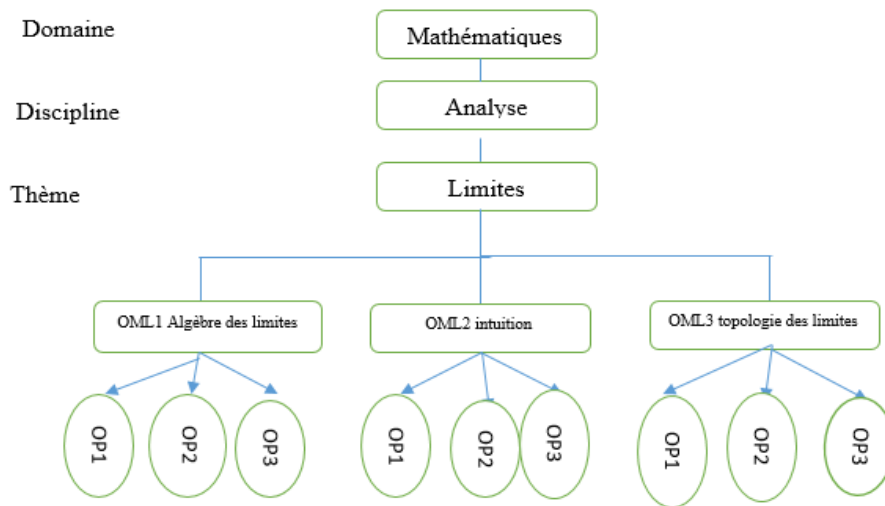 Domaine
Mathématiques
Discipline
Analyse
Thème
Limites
OML1 Algèbre des limites
OML2 intuition
OML3 topologie des limites
OP1
OP2
OP3
OP1
OP2
OP3
OP1
OP2
OP3